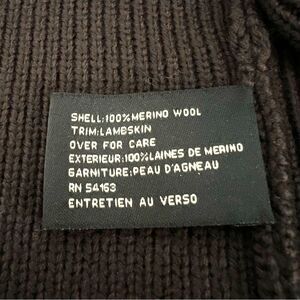 SHELL:100%MERINO WOOL
TRIM:LAMBSKIN
OVER FOR CARE
EXTERIEUR:100%LAINES DE MERINO
GARNITURE:PEAU D'AGNEAU
RN 54163
ENTRETIEN AU VERSO